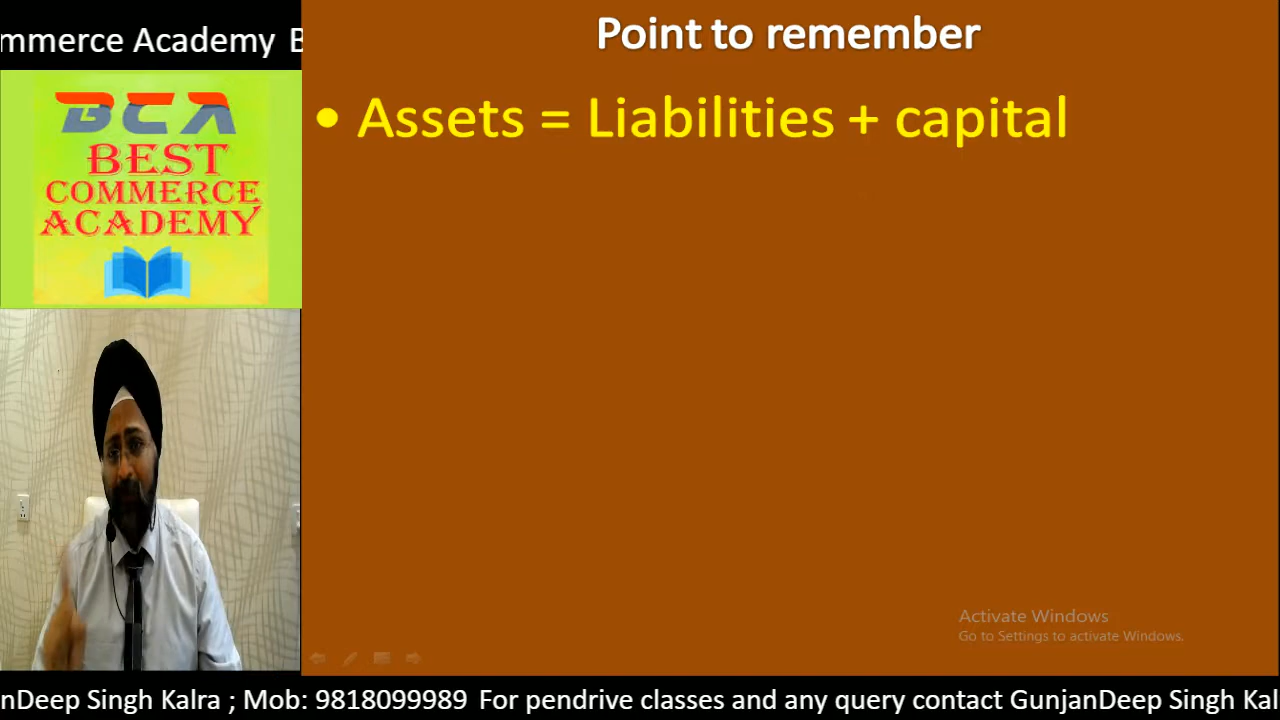 mmerce Academy B
Point to remember
• Assets = Liabilities + capital
BCA
BEST
COMMERCE
ACADEMY
Activate Windows
Go to Settings to activate Windows.
nDeep Singh Kalra ; Mob: 9818099989 For pendrive classes and any query contact GunjanDeep Singh Kal